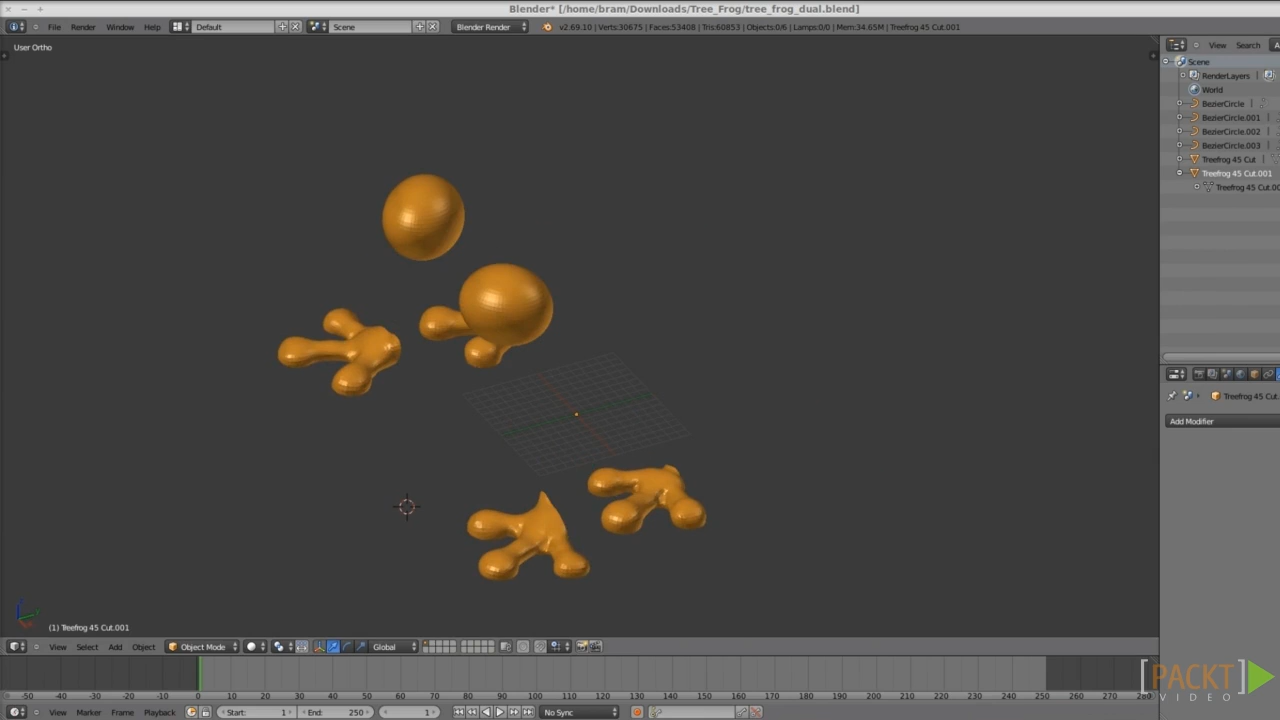 Blender* [/home/bram/Downloads/Tree_Frog/tree_frog_dual.blend]
File Render Window Help Default Scene Blender Render v2.69.10 | Verts:30675 | Faces:53408 | Tris:60853 | Objects:0/6 | Lamps:0/0 | Mem:34.65M | Treefrog 45 Cut.001
User Ortho
View Search A
Scene
RenderLayers
World
BezierCircle
BezierCircle.001
BezierCircle.002
BezierCircle.003
Treefrog 45 Cut
Treefrog 45 Cut.001
Treefrog 45 Cut.00
Treefrog 45 Cut.
Add Modifier
(1) Treefrog 45 Cut.001
View Select Add Object Object Mode Global
-50 -40 -30 -20 -10 0 10 20 30 40 50 60 70 80 90 100 110 120 130 140 150 160 170 180 190 200 210 220 230 240 250 260 270 280
View Marker Frame Playback Start: 1 End: 250 1 No Sync
[PACKT]
VIDEO